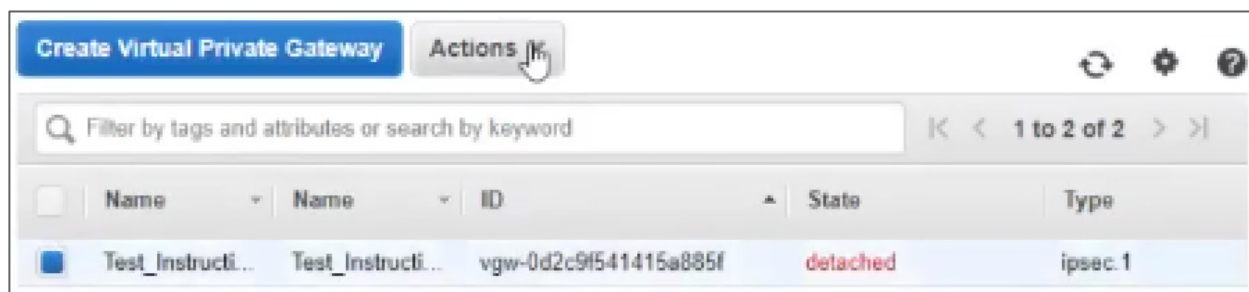 Create Virtual Private Gateway Actions
Filter by tags and attributes or search by keyword 1 to 2 of 2
Name Name ID State Type
Test_Instructi... Test_Instructi... vgw-0d2c9f541415a885f detached ipsec.1